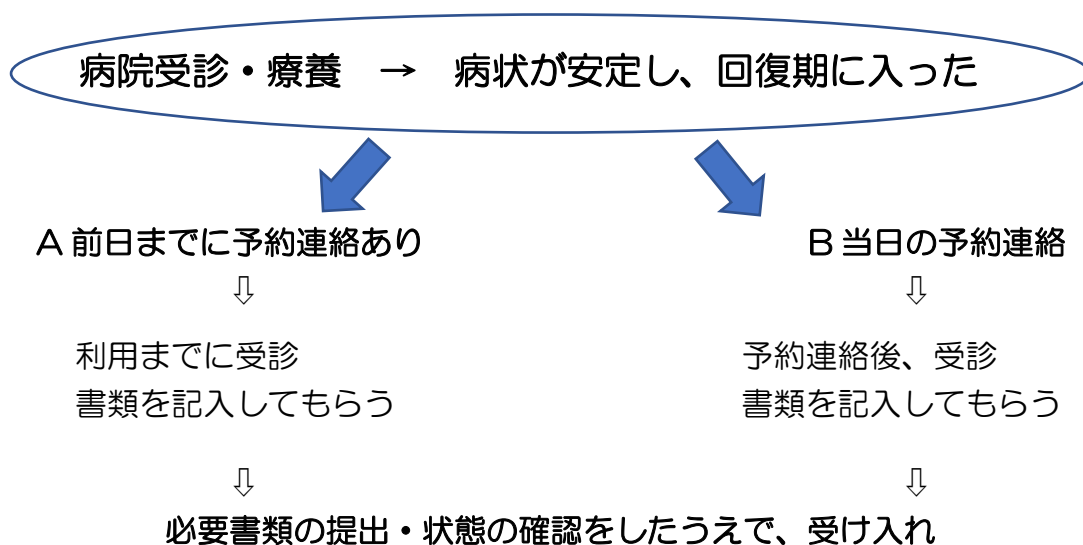 病院受診・療養　→　病状が安定し、回復期に入った
A 前日までに予約連絡あり
⇩
利用までに受診
書類を記入してもらう
⇩
B 当日の予約連絡
⇩
予約連絡後、受診
書類を記入してもらう
⇩
必要書類の提出・状態の確認をしたうえで、受け入れ